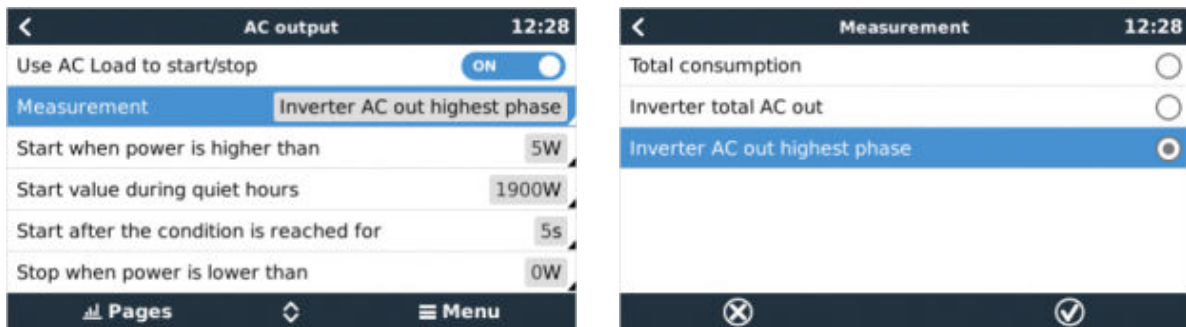 AC output 12:28
Use AC Load to start/stop ON
Measurement Inverter AC out highest phase
Start when power is higher than 5W
Start value during quiet hours 1900W
Start after the condition is reached for 5s
Stop when power is lower than 0W
Pages Menu
Measurement 12:28
Total consumption
Inverter total AC out
Inverter AC out highest phase